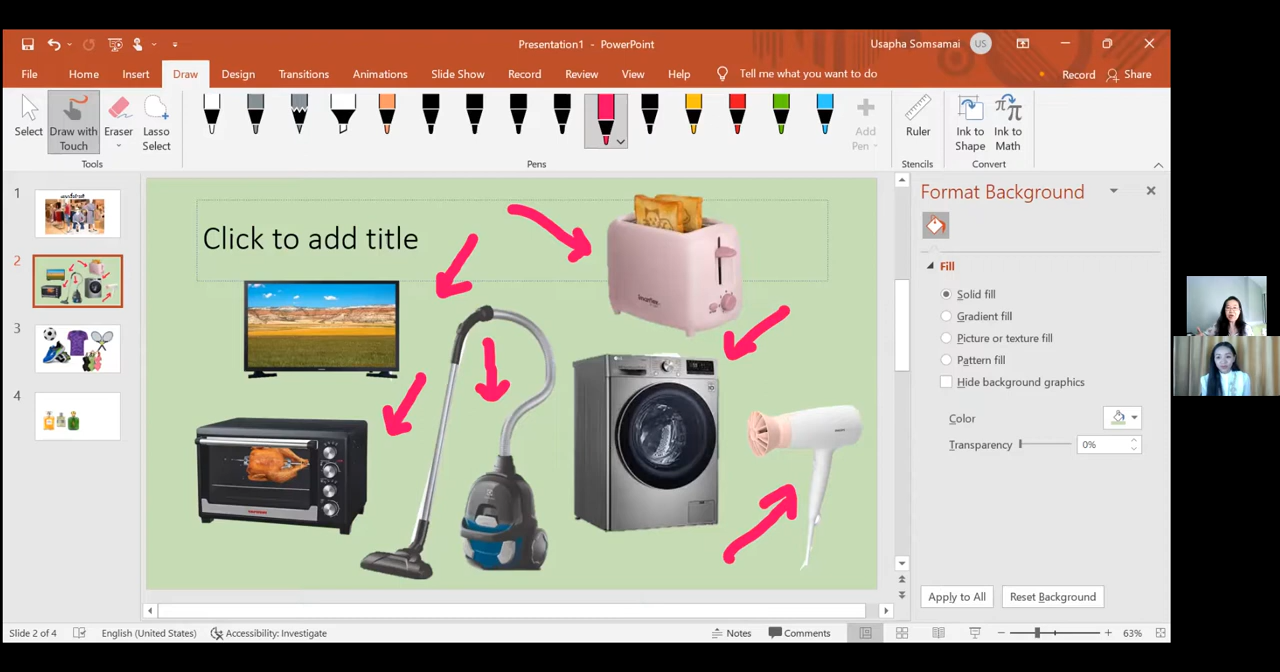 Presentation1 - PowerPoint
Usapha Somsamai
US
File
Home
Insert
Draw
Design
Transitions
Animations
Slide Show
Record
Review
View
Help
Tell me what you want to do
Record
Share
Select
Draw with
Touch
Eraser
Lasso
Select
Add
Pen
Ruler
Ink to
Shape
Ink to
Math
Tools
Pens
Stencils
Convert
1
2
3
4
Click to add title
Format Background
Fill
Solid fill
Gradient fill
Picture or texture fill
Pattern fill
Hide background graphics
Color
Transparency
0%
Apply to All
Reset Background
Slide 2 of 4
English (United States)
Accessibility: Investigate
Notes
Comments
63%